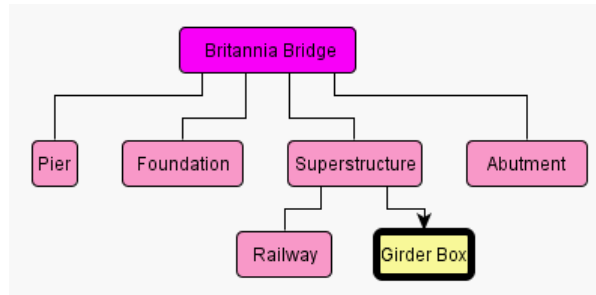 Britannia Bridge
Pier
Foundation
Superstructure
Abutment
Railway
Girder Box